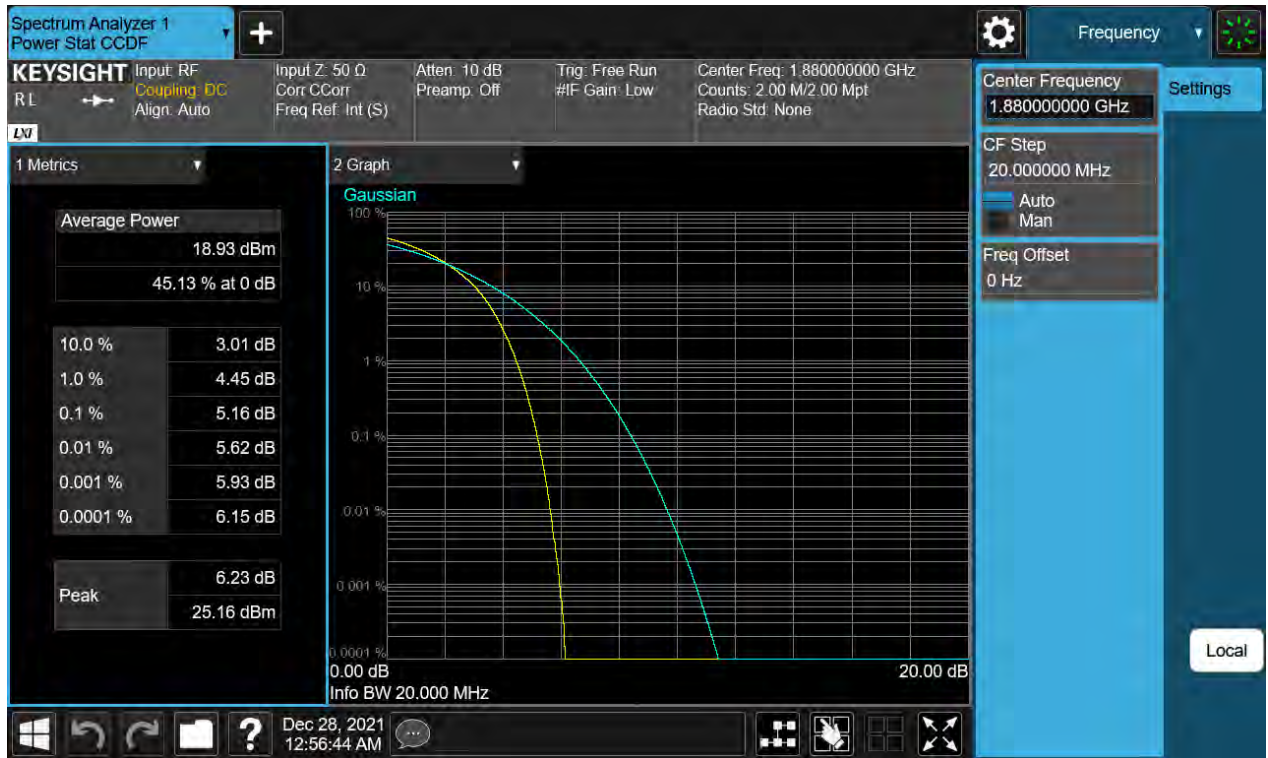 Spectrum Analyzer 1
Power Stat CCDF
+
Frequency
KEYSIGHT
RL
LXI
Input: RF
Coupling: DC
Align: Auto
Input Z: 50 Ω
Corr CCorr
Freq Ref: Int (S)
Atten: 10 dB
Preamp: Off
Trig: Free Run
#IF Gain: Low
Center Freq: 1.880000000 GHz
Counts: 2.00 M/2.00 Mpt
Radio Std: None
Center Frequency
1.880000000 GHz
Settings
CF Step
20.000000 MHz
Auto
Man
Freq Offset
0 Hz
1 Metrics
Average Power
18.93 dBm
45.13 % at 0 dB
10.0 % 3.01 dB
1.0 % 4.45 dB
0.1 % 5.16 dB
0.01 % 5.62 dB
0.001 % 5.93 dB
0.0001 % 6.15 dB
Peak
6.23 dB
25.16 dBm
2 Graph
Gaussian
100 %
10 %
1 %
0.1 %
0.01 %
0.001 %
0.0001 %
0.00 dB 20.00 dB
Info BW 20.000 MHz
Local
?
Dec 28, 2021
12:56:44 AM